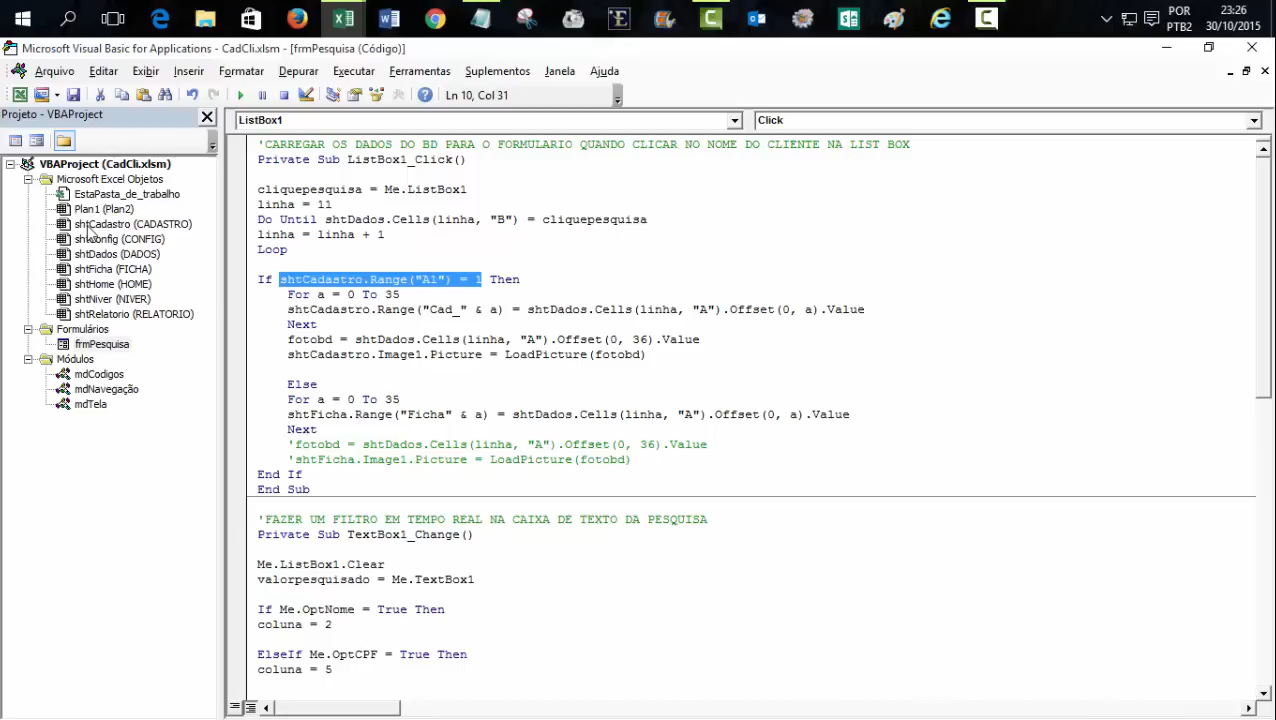 POR
PTB2
23:26
30/10/2015
Microsoft Visual Basic for Applications - CadCli.xlsm - [frmPesquisa (Código)]
Arquivo Editar Exibir Inserir Formatar Depurar Executar Ferramentas Suplementos Janela Ajuda
Ln 10, Col 31
Projeto - VBAProject
VBAProject (CadCli.xlsm)
Microsoft Excel Objetos
EstaPasta_de_trabalho
Plan1 (Plan2)
shtCadastro (CADASTRO)
shtConfig (CONFIG)
shtDados (DADOS)
shtFicha (FICHA)
shtHome (HOME)
shtNiver (NIVER)
shtRelatorio (RELATORIO)
Formulários
frmPesquisa
Módulos
mdCodigos
mdNavegação
mdTela
ListBox1 Click
'CARREGAR OS DADOS DO BD PARA O FORMULARIO QUANDO CLICAR NO NOME DO CLIENTE NA LIST BOX
Private Sub ListBox1_Click()
cliquepesquisa = Me.ListBox1
linha = 11
Do Until shtDados.Cells(linha, "B") = cliquepesquisa
linha = linha + 1
Loop
If shtCadastro.Range("A1") = 1 Then
For a = 0 To 35
shtCadastro.Range("Cad_" & a) = shtDados.Cells(linha, "A").Offset(0, a).Value
Next
fotobd = shtDados.Cells(linha, "A").Offset(0, 36).Value
shtCadastro.Image1.Picture = LoadPicture(fotobd)
Else
For a = 0 To 35
shtFicha.Range("Ficha" & a) = shtDados.Cells(linha, "A").Offset(0, a).Value
Next
'fotobd = shtDados.Cells(linha, "A").Offset(0, 36).Value
'shtFicha.Image1.Picture = LoadPicture(fotobd)
End If
End Sub
'FAZER UM FILTRO EM TEMPO REAL NA CAIXA DE TEXTO DA PESQUISA
Private Sub TextBox1_Change()
Me.ListBox1.Clear
valorpesquisado = Me.TextBox1
If Me.OptNome = True Then
coluna = 2
ElseIf Me.OptCPF = True Then
coluna = 5